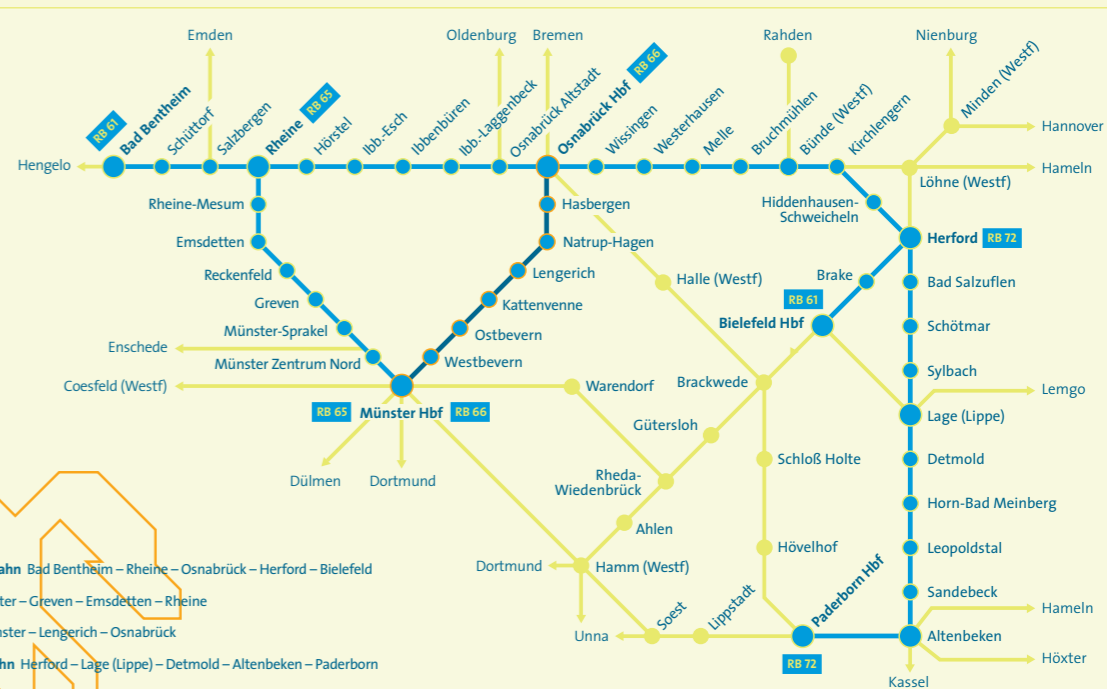 Emden
Oldenburg
Bremen
Rahden
Nienburg
RB 61
Bad Bentheim
Schüttorf
Salzbergen
Rheine
RB 65
Hörstel
Ibb-Esch
Ibbenbüren
Ibb-Laggenbeck
Osnabrück Altstadt
Osnabrück Hbf
RB 66
Wissingen
Westerhausen
Melle
Bruchmühlen
Bünde (Westf)
Kirchlengern
Minden (Westf)
Hannover
Hengelo
Hameln
Löhne (Westf)
Rheine-Mesum
Hasbergen
Hiddenhausen-
Schweicheln
Emsdetten
Natrup-Hagen
Herford
RB 72
Reckenfeld
Lengerich
Halle (Westf)
Brake
Bad Salzuflen
Greven
Kattenvenne
RB 61
Bielefeld Hbf
Schötmar
Münster-Sprakel
Ostbevern
Enschede
Münster Zentrum Nord
Westbevern
Sylbach
Coesfeld (Westf)
Warendorf
Brackwede
Lemgo
RB 65
Münster Hbf
RB 66
Lage (Lippe)
Gütersloh
Dülmen
Dortmund
Rheda-
Wiedenbrück
Schloß Holte
Detmold
Horn-Bad Meinberg
Ahlen
Hövelhof
Leopoldstal
Dortmund
Hamm (Westf)
Paderborn Hbf
Sandebeck
Unna
Soest
Lippstadt
RB 72
Altenbeken
Hameln
Höxter
Kassel
ahn Bad Bentheim – Rheine – Osnabrück – Herford – Bielefeld
ter – Greven – Emsdetten – Rheine
nster – Lengerich – Osnabrück
hn Herford – Lage (Lippe) – Detmold – Altenbeken – Paderborn